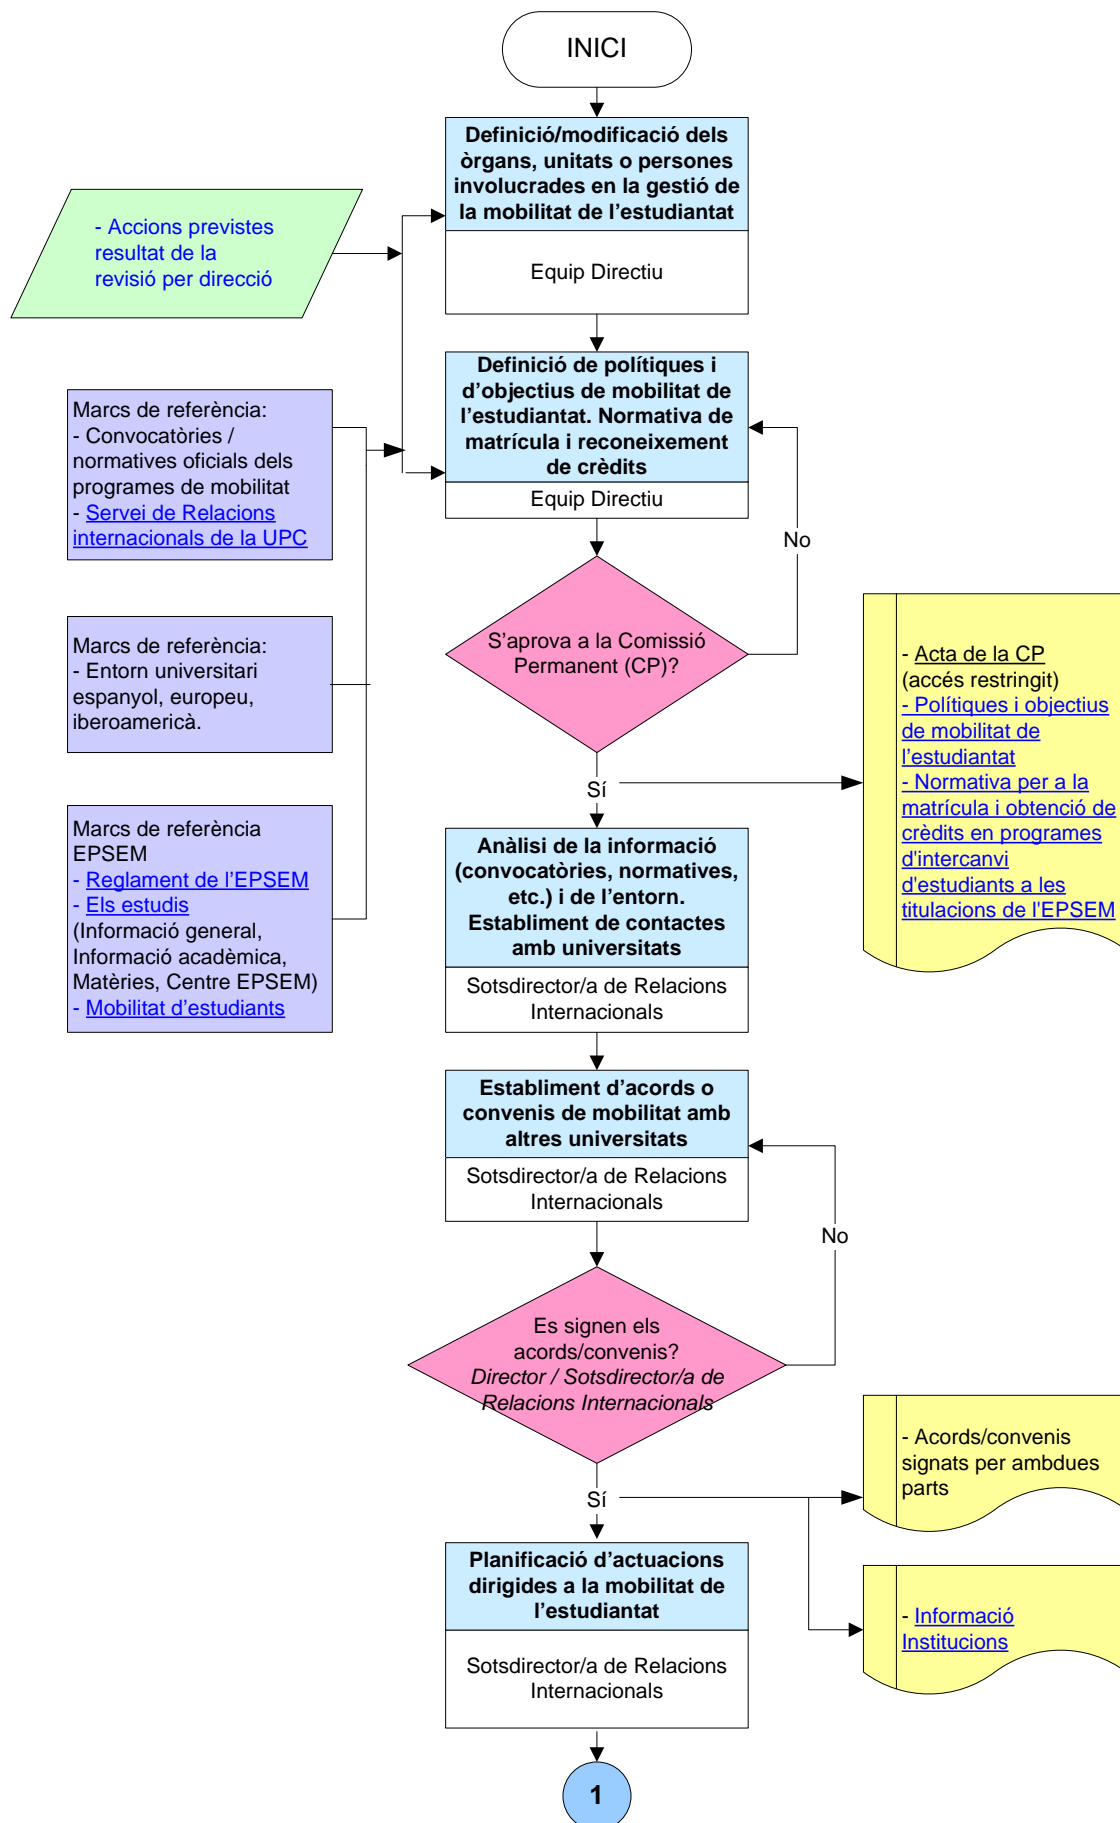 INICI
Definició/modificació dels
òrgans, unitats o persones
involucrades en la gestió de
la mobilitat de l'estudiantat
Equip Directiu
- Accions previstes
resultat de la
revisió per direcció
Definició de polítiques i
d'objectius de mobilitat de
l'estudiantat. Normativa de
matrícula i reconeixement
de crèdits
Equip Directiu
Marcs de referència:
- Convocatòries /
normatives oficials dels
programes de mobilitat
- Servei de Relacions
internacionals de la UPC
No
S'aprova a la Comissió
Permanent (CP)?
Marcs de referència:
- Entorn universitari
espanyol, europeu,
iberoamericà.
- Acta de la CP
(accés restringit)
- Polítiques i objectius
de mobilitat de
l'estudiantat
- Normativa per a la
matrícula i obtenció de
crèdits en programes
d'intercanvi
d'estudiants a les
titulacions de l'EPSEM
Sí
Marcs de referència
EPSEM
- Reglament de l'EPSEM
- Els estudis
(Informació general,
Informació acadèmica,
Matèries, Centre EPSEM)
- Mobilitat d'estudiants
Anàlisi de la informació
(convocatòries, normatives,
etc.) i de l'entorn.
Establiment de contactes
amb universitats
Sotsdirector/a de Relacions
Internacionals
Establiment d'acords o
convenis de mobilitat amb
altres universitats
Sotsdirector/a de Relacions
Internacionals
No
Es signen els
acords/convenis?
Director / Sotsdirector/a de
Relacions Internacionals
- Acords/convenis
signats per ambdues
parts
Sí
Planificació d'actuacions
dirigides a la mobilitat de
l'estudiantat
Sotsdirector/a de Relacions
Internacionals
- Informació
Institucions
1